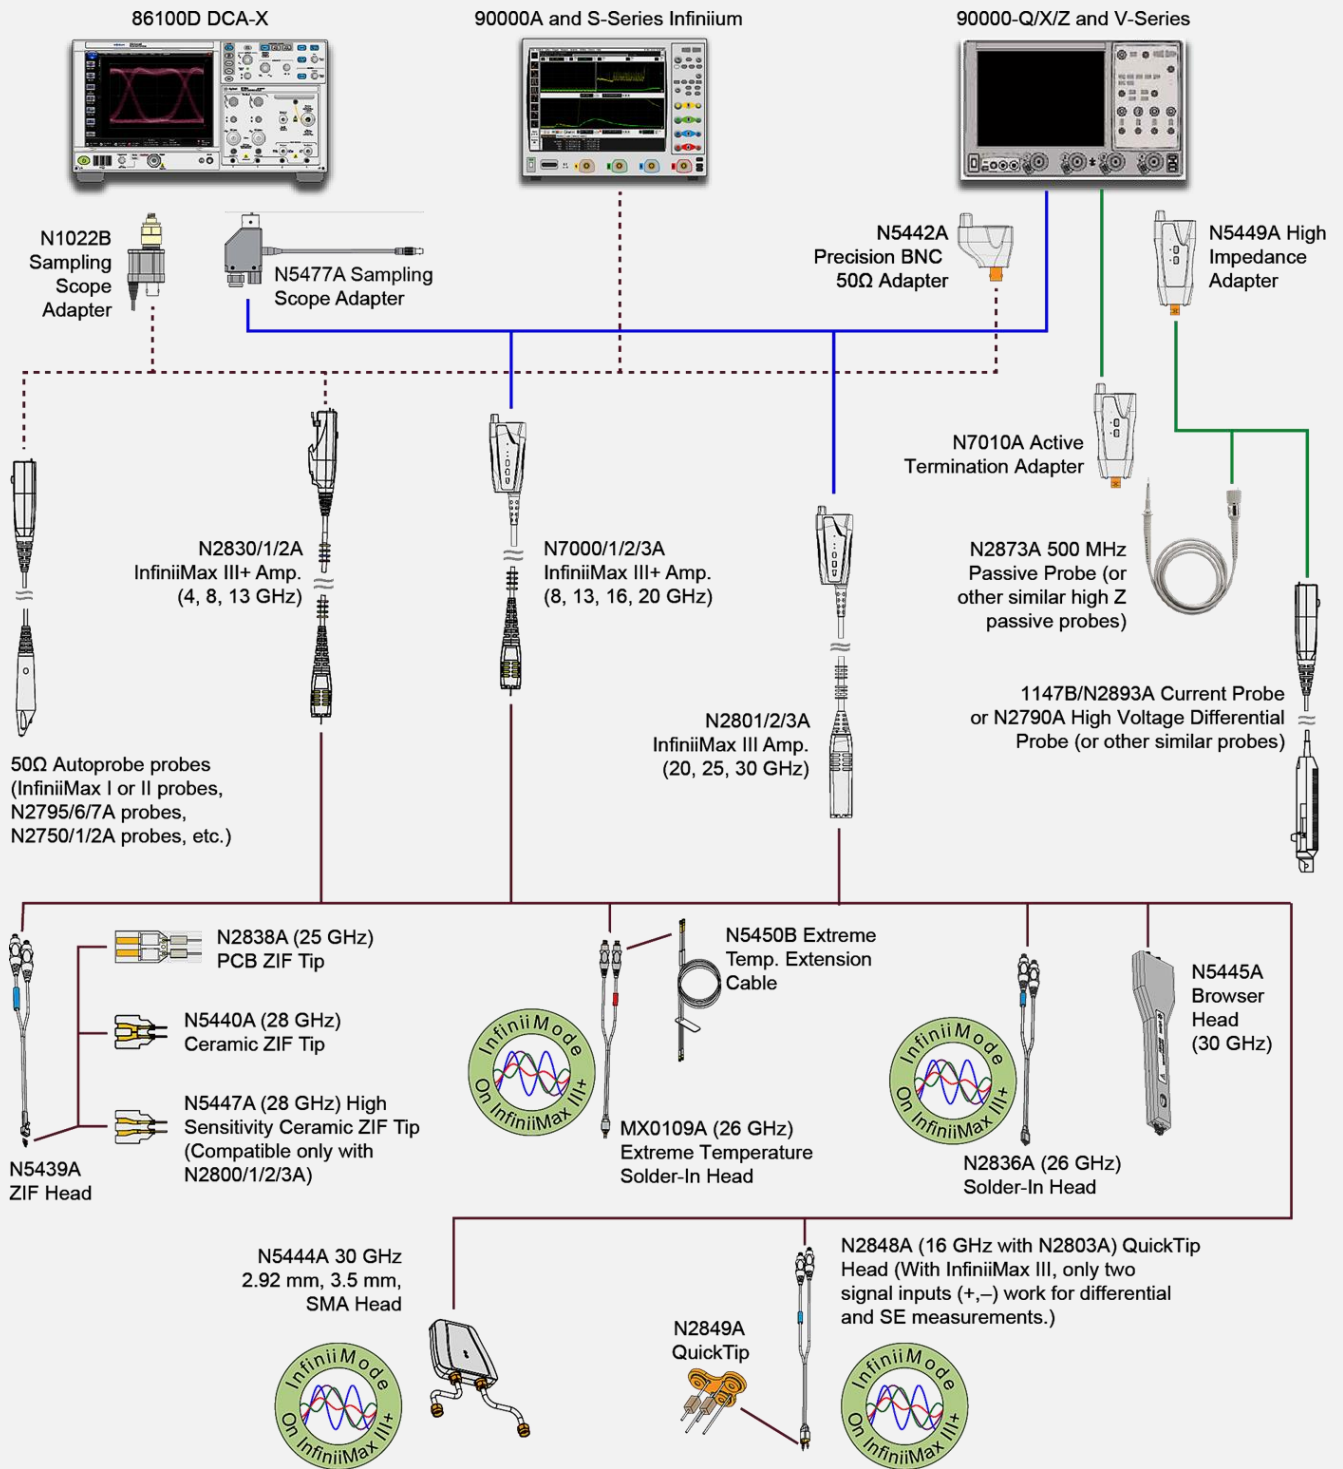 86100D DCA-X
90000A and S-Series Infiniium
90000-Q/X/Z and V-Series
N1022B
Sampling
Scope
Adapter
N5477A Sampling
Scope Adapter
N5442A
Precision BNC
50Ω Adapter
N5449A High
Impedance
Adapter
N7010A Active
Termination Adapter
N2830/1/2A
InfiniiMax III+ Amp.
(4, 8, 13 GHz)
N7000/1/2/3A
InfiniiMax III+ Amp.
(8, 13, 16, 20 GHz)
N2873A 500 MHz
Passive Probe (or
other similar high Z
passive probes)
N2801/2/3A
InfiniiMax III Amp.
(20, 25, 30 GHz)
1147B/N2893A Current Probe
or N2790A High Voltage Differential
Probe (or other similar probes)
50Ω Autoprobe probes
(InfiniiMax I or II probes,
N2795/6/7A probes,
N2750/1/2A probes, etc.)
N2838A (25 GHz)
PCB ZIF Tip
N5440A (28 GHz)
Ceramic ZIF Tip
N5447A (28 GHz) High
Sensitivity Ceramic ZIF Tip
(Compatible only with
N2800/1/2/3A)
N5439A
ZIF Head
N5450B Extreme
Temp. Extension
Cable
InfiniiMode
On InfiniiMax III+
MX0109A (26 GHz)
Extreme Temperature
Solder-In Head
InfiniiMode
On InfiniiMax III+
N2836A (26 GHz)
Solder-In Head
N5445A
Browser
Head
(30 GHz)
N5444A 30 GHz
2.92 mm, 3.5 mm,
SMA Head
InfiniiMode
On InfiniiMax III+
N2849A
QuickTip
N2848A (16 GHz with N2803A) QuickTip
Head (With InfiniiMax III, only two
signal inputs (+,–) work for differential
and SE measurements.)
InfiniiMode
On InfiniiMax III+